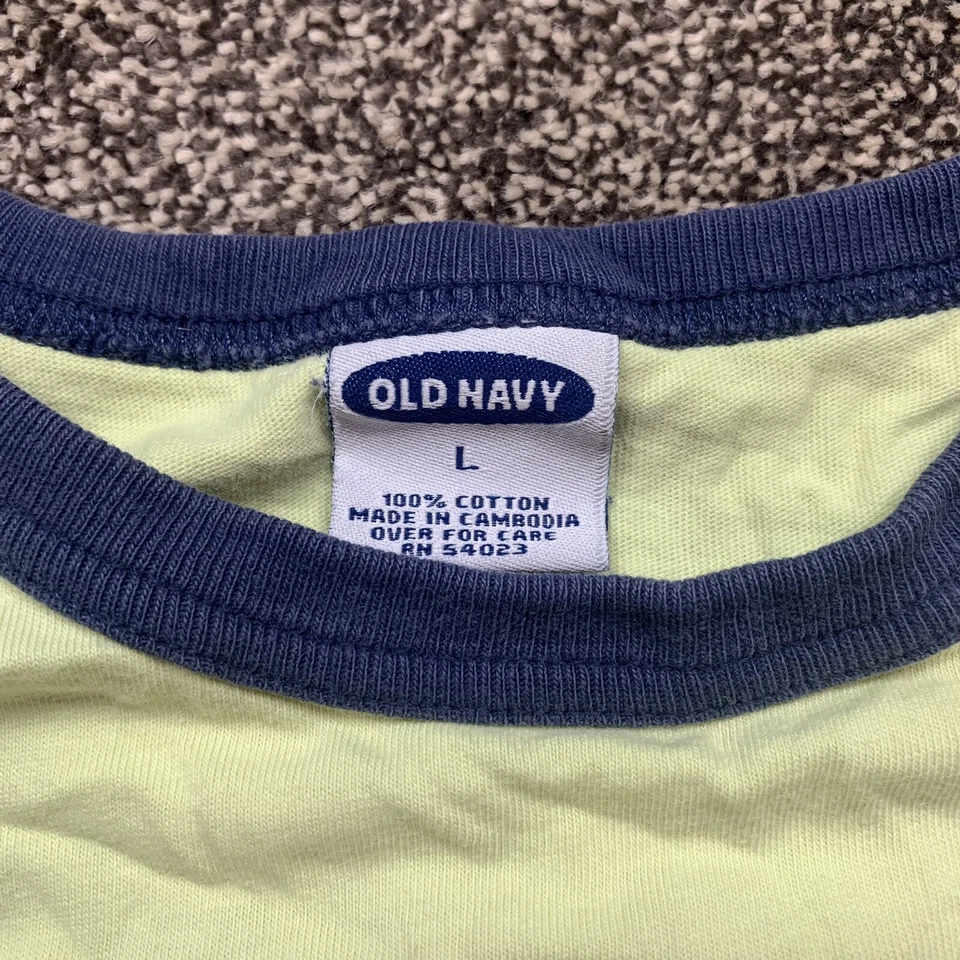 OLD NAVY
L
100% COTTON
MADE IN CAMBODIA
OVER FOR CARE
RN 54023